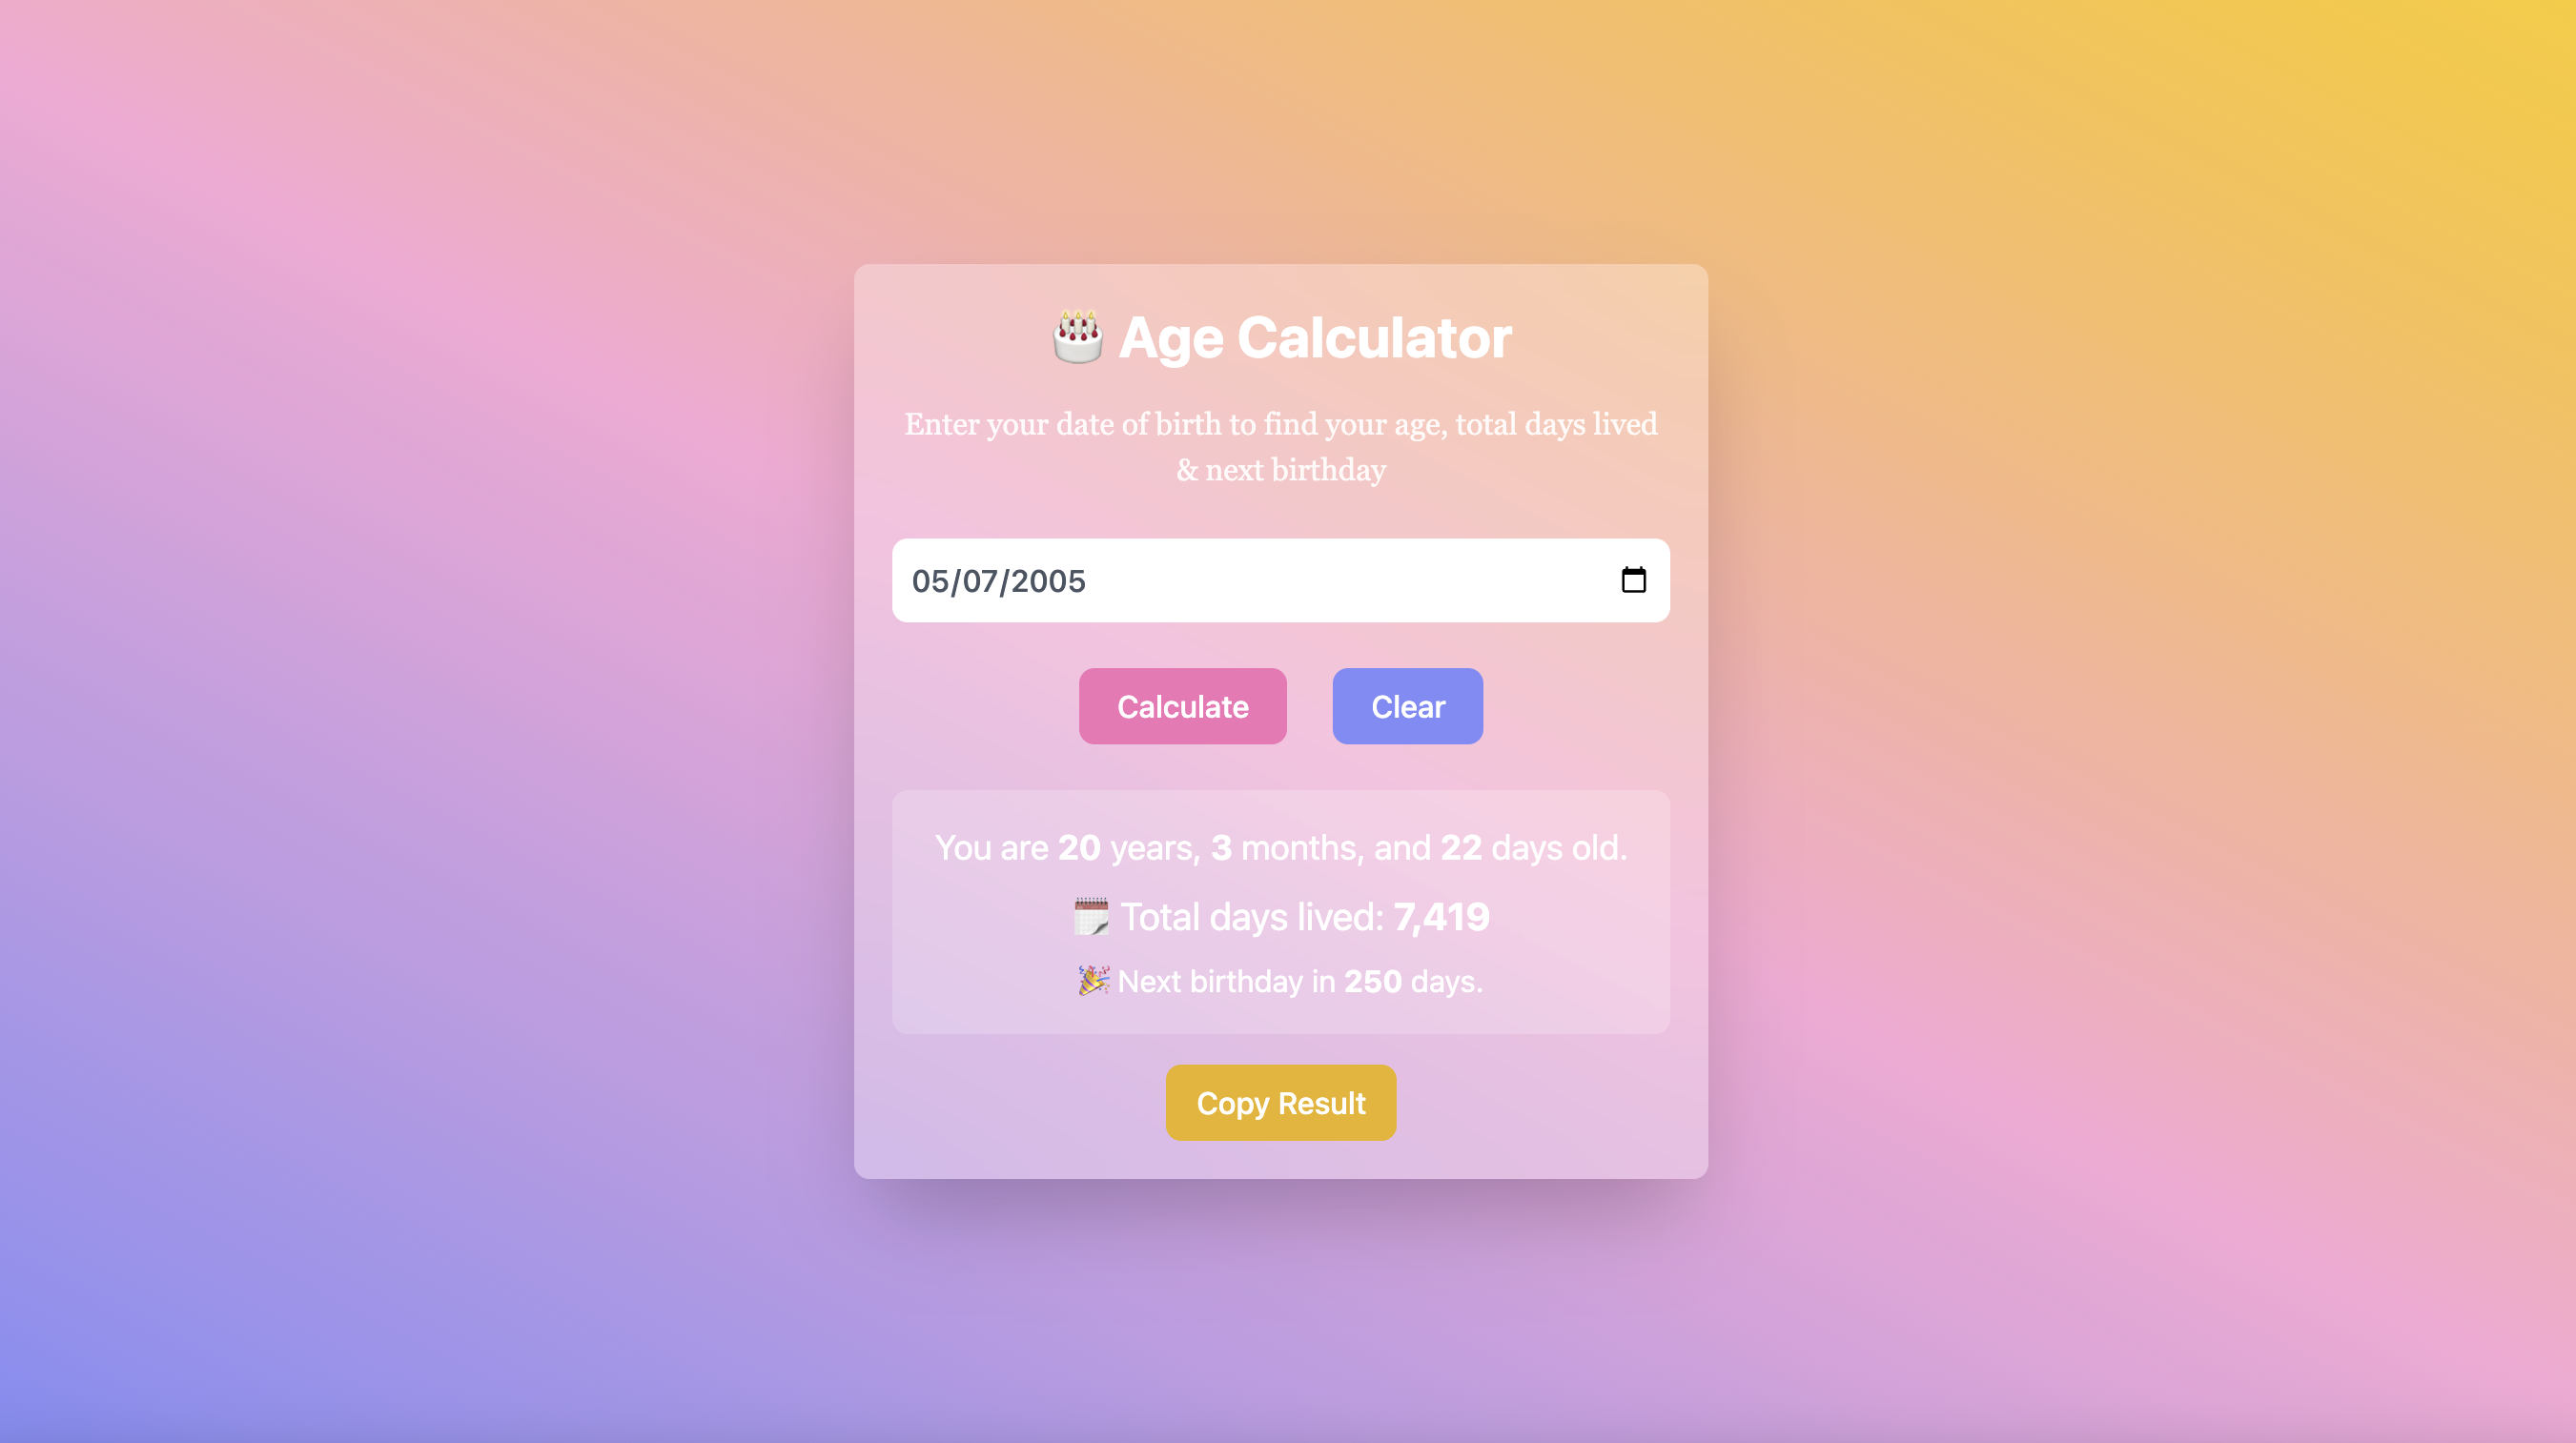 🎂 Age Calculator
Enter your date of birth to find your age, total days lived
& next birthday
05/07/2005
Calculate Clear
You are 20 years, 3 months, and 22 days old.
🗓️ Total days lived: 7,419
🎉 Next birthday in 250 days.
Copy Result